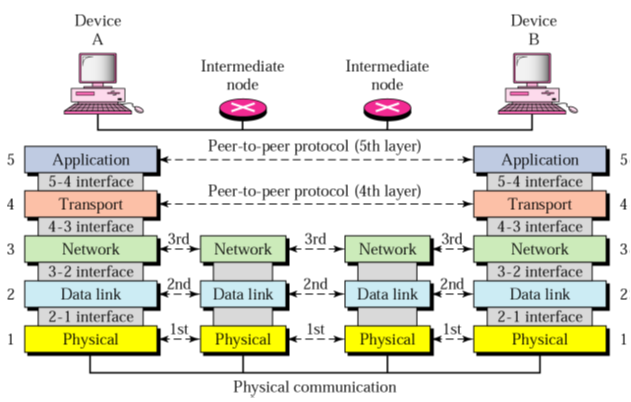 Device
A
Device
B
Intermediate
node
Intermediate
node
Peer-to-peer protocol (5th layer)
5 Application Application 5
5-4 interface 5-4 interface
Peer-to-peer protocol (4th layer)
4 Transport Transport 4
4-3 interface 4-3 interface
3rd 3rd 3rd
3 Network Network Network Network 3
3-2 interface 3-2 interface
2nd 2nd 2nd
2 Data link Data link Data link Data link 2
2-1 interface 2-1 interface
1st 1st 1st
1 Physical Physical Physical Physical 1
Physical communication